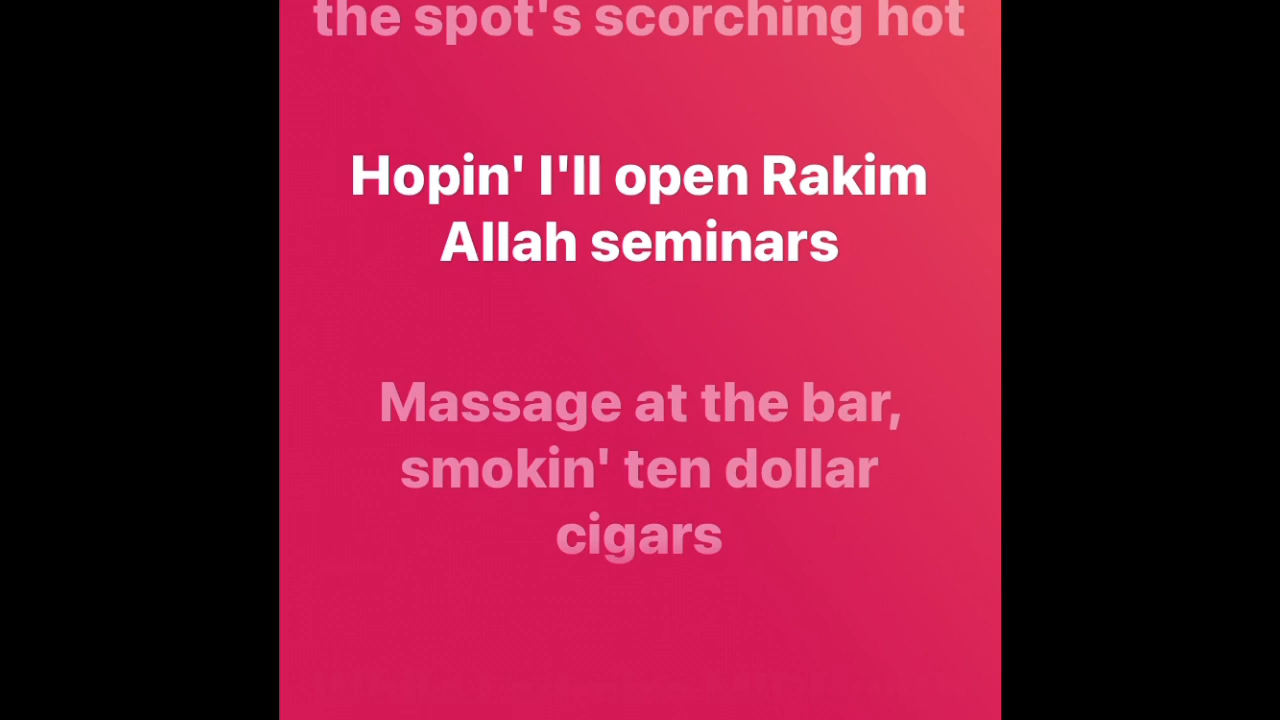 the spot's scorching hot
Hopin' I'll open Rakim
Allah seminars
Massage at the bar,
smokin' ten dollar
cigars